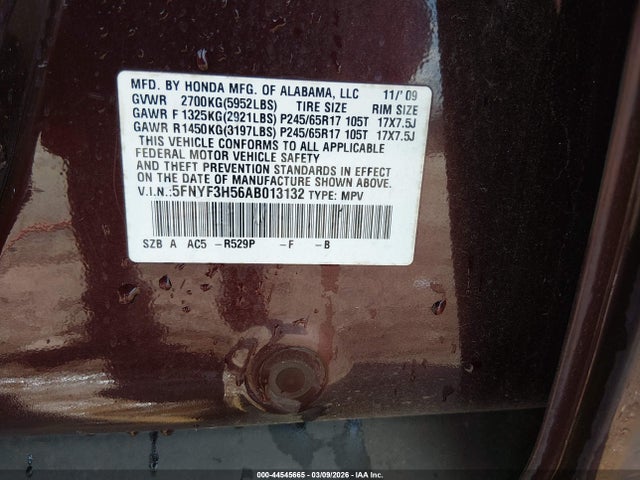 MFD. BY HONDA MFG. OF ALABAMA, LLC 11/'09
GVWR 2700KG(5952LBS) TIRE SIZE RIM SIZE
GAWR F 1325KG(2921LBS) P245/65R17 105T 17X7.5J
GAWR R 1450KG(3197LBS) P245/65R17 105T 17X7.5J
THIS VEHICLE CONFORMS TO ALL APPLICABLE
FEDERAL MOTOR VEHICLE SAFETY
AND THEFT PREVENTION STANDARDS IN EFFECT
ON THE DATE OF MANUFACTURE SHOWN ABOVE.
V.I.N.:5FNYF3H56AB013132 TYPE: MPV
SZB A AC5 -R529P -F -B
000-44545665 - 03/09/2026 - IAA Inc.